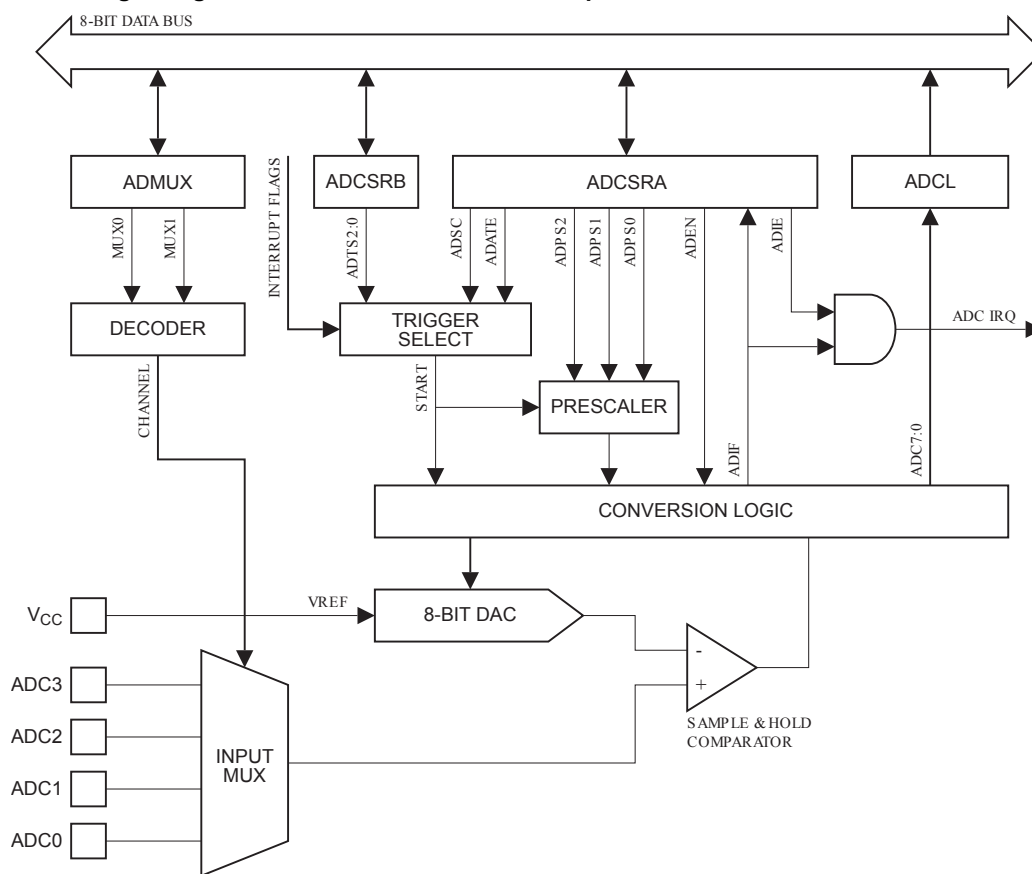 8-BIT DATA BUS
ADMUX
ADCSRB
ADCSRA
ADCL
INTERRUPT FLAGS
MUX0
MUX1
ADTS2:0
ADSC
ADATE
ADPS2
ADPS1
ADPS0
ADEN
ADIE
DECODER
TRIGGER
SELECT
ADC IRQ
CHANNEL
START
PRESCALER
ADIF
ADC7:0
CONVERSION LOGIC
VCC
VREF
8-BIT DAC
-
+
SAMPLE & HOLD
COMPARATOR
ADC3
ADC2
ADC1
ADC0
INPUT
MUX